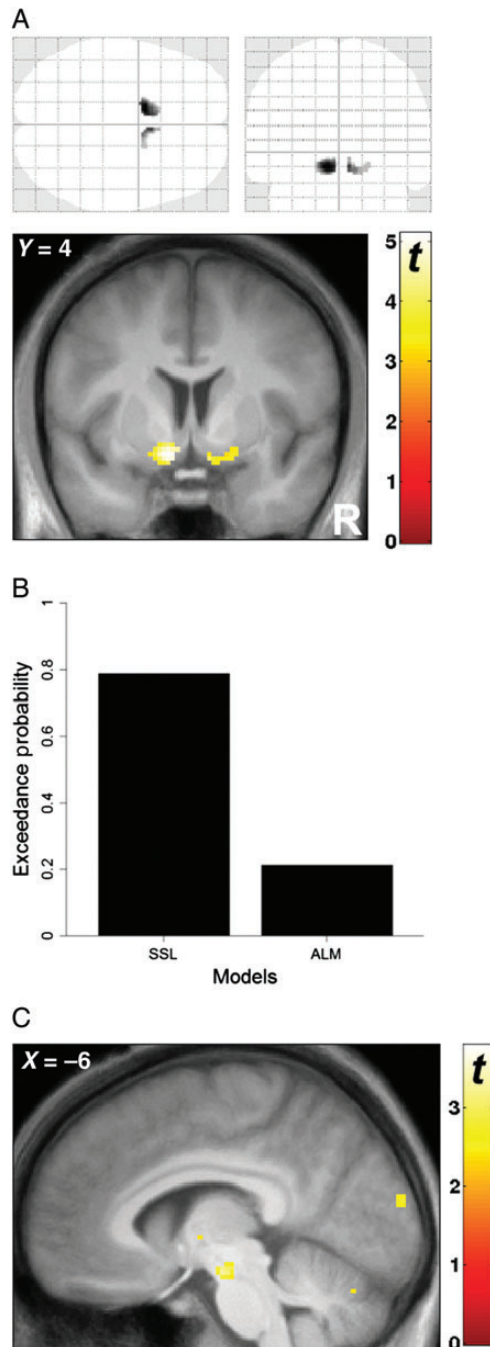 A
Y = 4
t
5
4
3
2
1
0
R
B
Exceedance probability
1
0.8
0.6
0.4
0.2
0
SSL
ALM
Models
C
X = –6
t
3
2
1
0